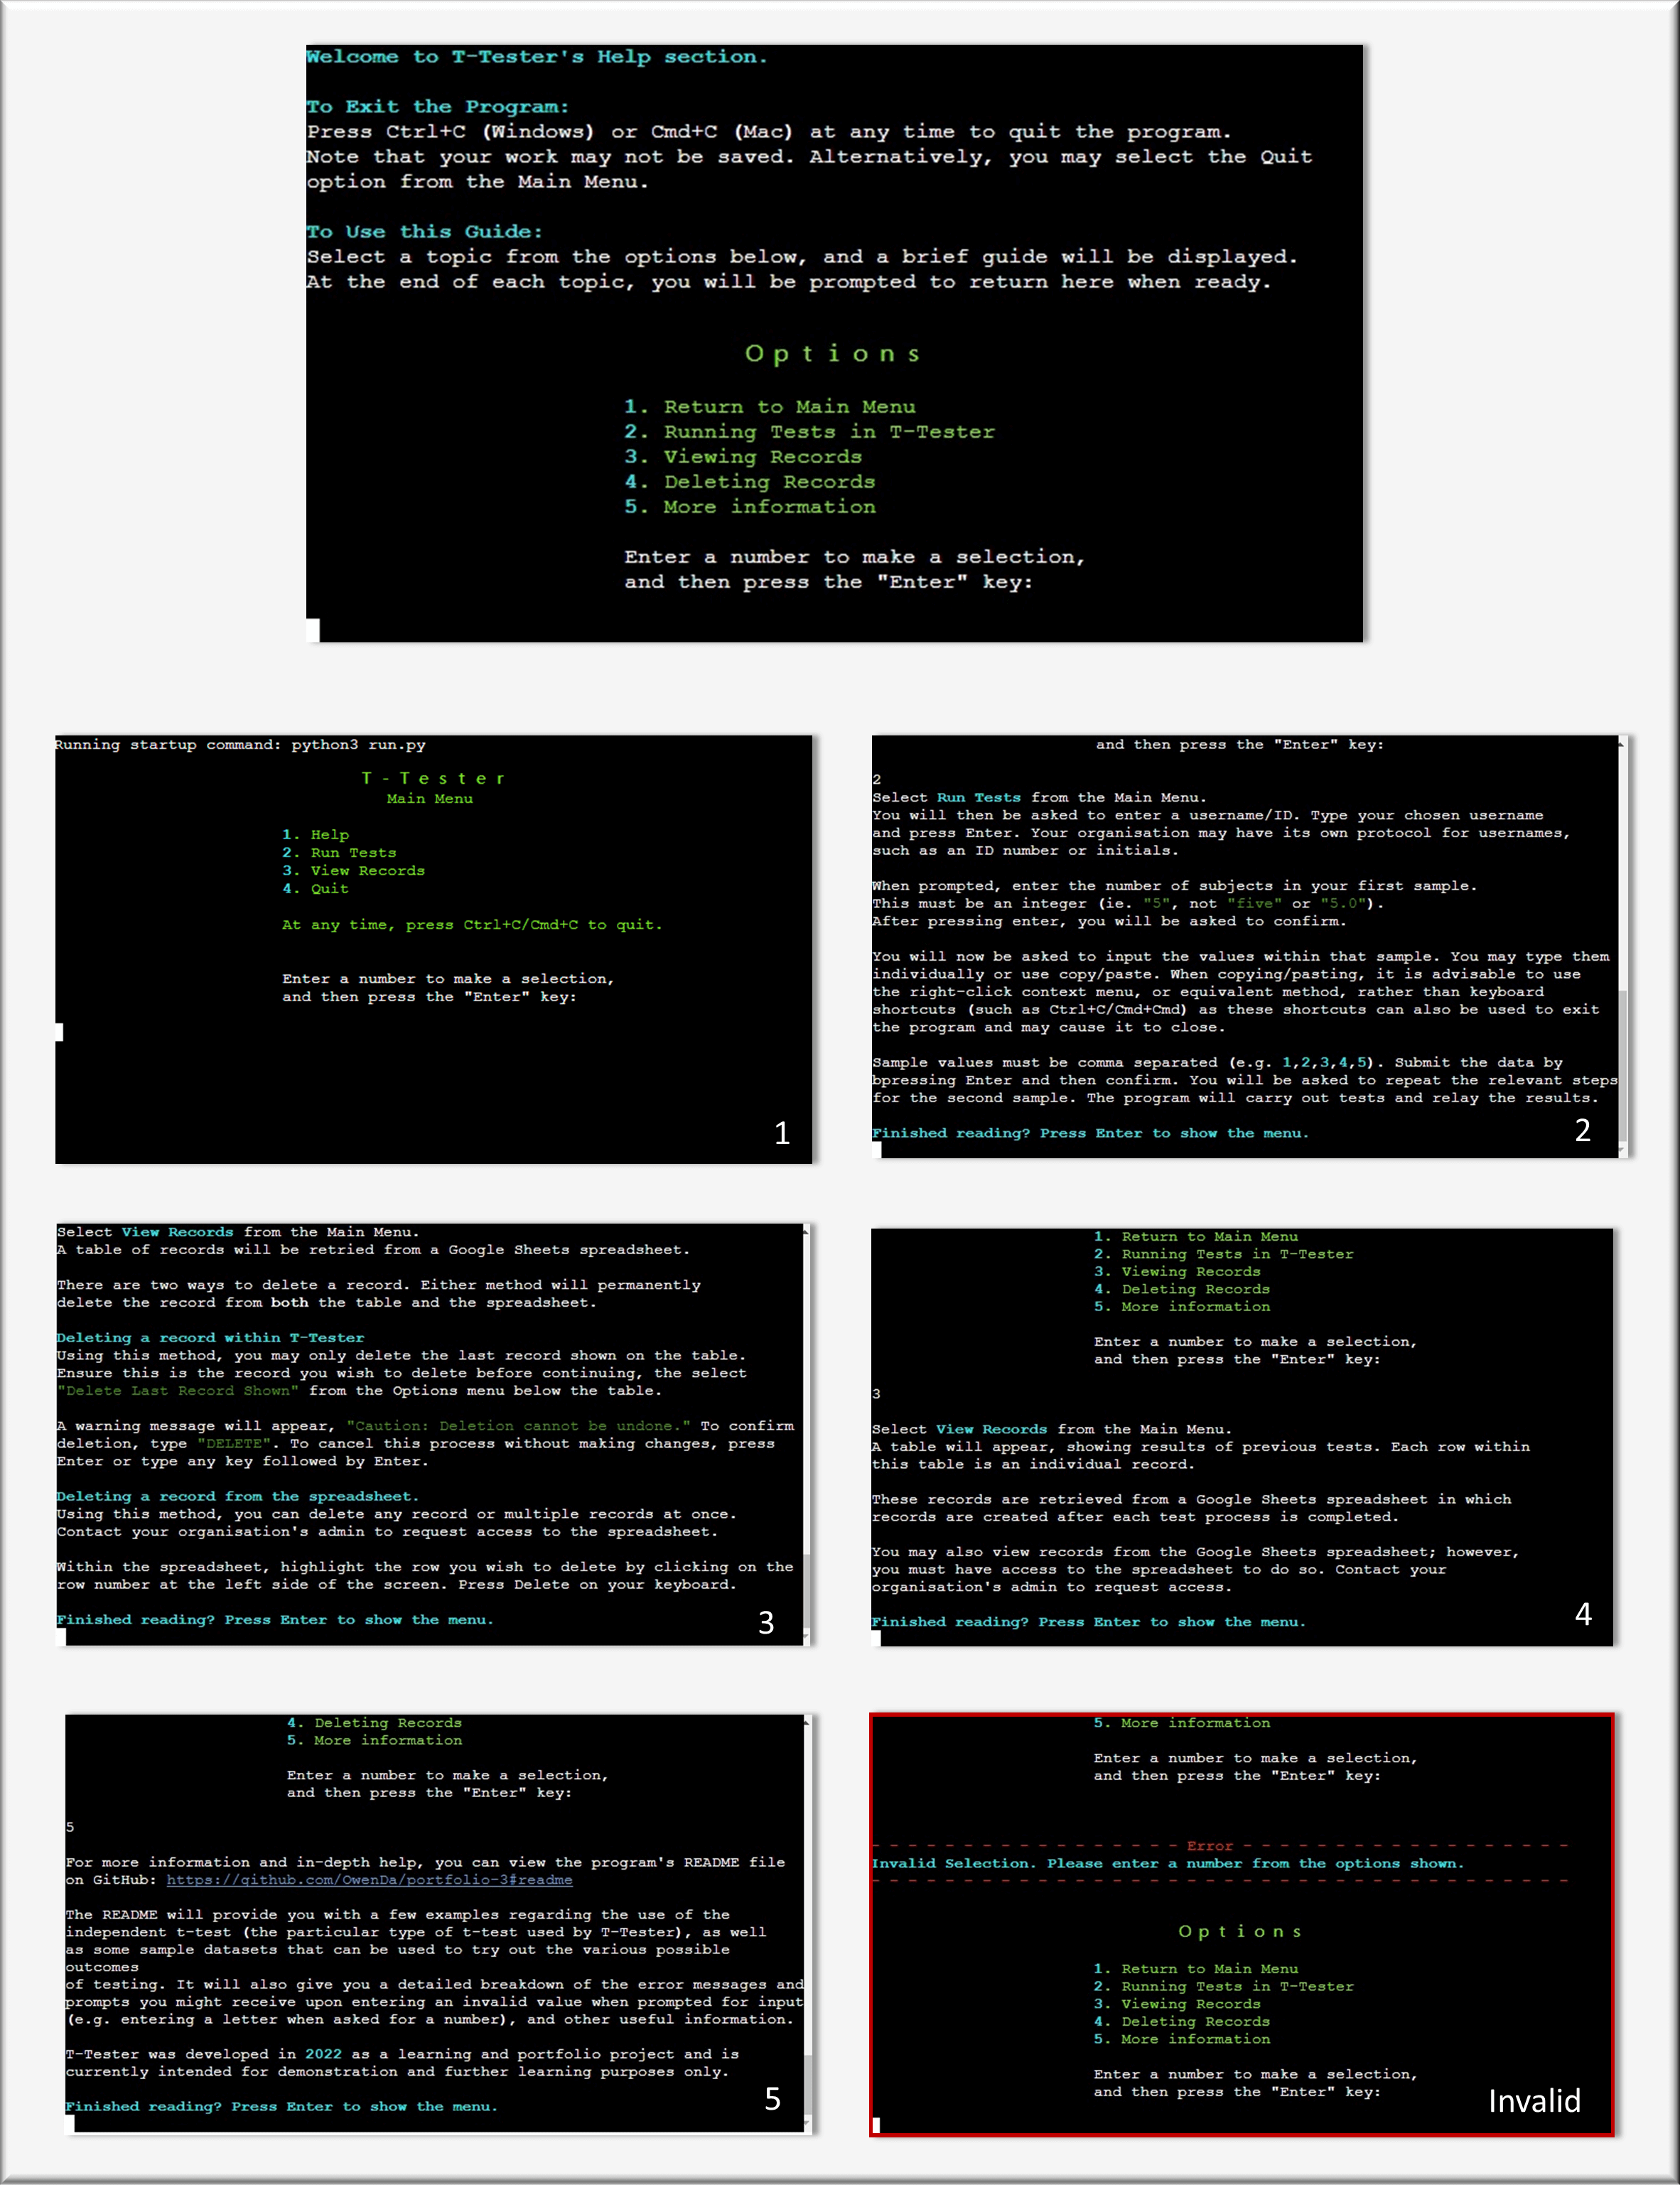 Welcome to T-Tester's Help section.
To Exit the Program:
Press Ctrl+C (Windows) or Cmd+C (Mac) at any time to quit the program.
Note that your work may not be saved. Alternatively, you may select the Quit
option from the Main Menu.
To Use this Guide:
Select a topic from the options below, and a brief guide will be displayed.
At the end of each topic, you will be prompted to return here when ready.
O p t i o n s
1. Return to Main Menu
2. Running Tests in T-Tester
3. Viewing Records
4. Deleting Records
5. More information
Enter a number to make a selection,
and then press the "Enter" key:
Running startup command: python3 run.py
T - T e s t e r
Main Menu
1. Help
2. Run Tests
3. View Records
4. Quit
At any time, press Ctrl+C/Cmd+C to quit.
Enter a number to make a selection,
and then press the "Enter" key:
1
and then press the "Enter" key:
2
Select Run Tests from the Main Menu.
You will then be asked to enter a username/ID. Type your chosen username
and press Enter. Your organisation may have its own protocol for usernames,
such as an ID number or initials.
When prompted, enter the number of subjects in your first sample.
This must be an integer (ie. "5", not "five" or "5.0").
After pressing enter, you will be asked to confirm.
You will now be asked to input the values within that sample. You may type them
individually or use copy/paste. When copying/pasting, it is advisable to use
the right-click context menu, or equivalent method, rather than keyboard
shortcuts (such as Ctrl+C/Cmd+Cmd) as these shortcuts can also be used to exit
the program and may cause it to close.
Sample values must be comma separated (e.g. 1,2,3,4,5). Submit the data by
bpressing Enter and then confirm. You will be asked to repeat the relevant steps
for the second sample. The program will carry out tests and relay the results.
Finished reading? Press Enter to show the menu.
2
Select View Records from the Main Menu.
A table of records will be retried from a Google Sheets spreadsheet.
There are two ways to delete a record. Either method will permanently
delete the record from both the table and the spreadsheet.
Deleting a record within T-Tester
Using this method, you may only delete the last record shown on the table.
Ensure this is the record you wish to delete before continuing, the select
"Delete Last Record Shown" from the Options menu below the table.
A warning message will appear, "Caution: Deletion cannot be undone." To confirm
deletion, type "DELETE". To cancel this process without making changes, press
Enter or type any key followed by Enter.
Deleting a record from the spreadsheet.
Using this method, you can delete any record or multiple records at once.
Contact your organisation's admin to request access to the spreadsheet.
Within the spreadsheet, highlight the row you wish to delete by clicking on the
row number at the left side of the screen. Press Delete on your keyboard.
Finished reading? Press Enter to show the menu.
3
1. Return to Main Menu
2. Running Tests in T-Tester
3. Viewing Records
4. Deleting Records
5. More information
Enter a number to make a selection,
and then press the "Enter" key:
3
Select View Records from the Main Menu.
A table will appear, showing results of previous tests. Each row within
this table is an individual record.
These records are retrieved from a Google Sheets spreadsheet in which
records are created after each test process is completed.
You may also view records from the Google Sheets spreadsheet; however,
you must have access to the spreadsheet to do so. Contact your
organisation's admin to request access.
Finished reading? Press Enter to show the menu.
4
4. Deleting Records
5. More information
Enter a number to make a selection,
and then press the "Enter" key:
5
For more information and in-depth help, you can view the program's README file
on GitHub: https://github.com/OwenDa/portfolio-3#readme
The README will provide you with a few examples regarding the use of the
independent t-test (the particular type of t-test used by T-Tester), as well
as some sample datasets that can be used to try out the various possible
outcomes
of testing. It will also give you a detailed breakdown of the error messages and
prompts you might receive upon entering an invalid value when prompted for input
(e.g. entering a letter when asked for a number), and other useful information.
T-Tester was developed in 2022 as a learning and portfolio project and is
currently intended for demonstration and further learning purposes only.
Finished reading? Press Enter to show the menu.
5
5. More information
Enter a number to make a selection,
and then press the "Enter" key:
- - - - - - - - - - - - - - - - - Error - - - - - - - - - - - - - - - - - -
Invalid Selection. Please enter a number from the options shown.
- - - - - - - - - - - - - - - - - - - - - - - - - - - - - - - - - - - - - -
O p t i o n s
1. Return to Main Menu
2. Running Tests in T-Tester
3. Viewing Records
4. Deleting Records
5. More information
Enter a number to make a selection,
and then press the "Enter" key:
Invalid